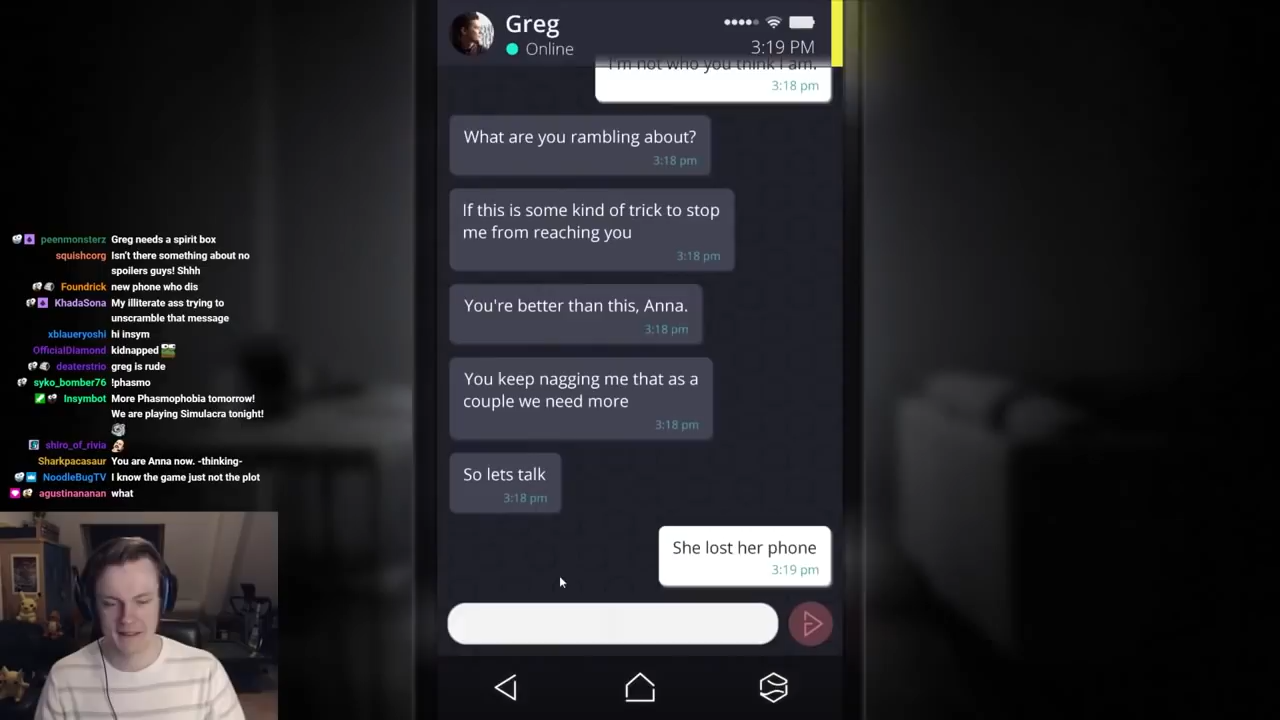 Greg
Online
3:19 PM
I'm not who you think I am.
3:18 pm
What are you rambling about?
3:18 pm
If this is some kind of trick to stop
me from reaching you
3:18 pm
You're better than this, Anna.
3:18 pm
You keep nagging me that as a
couple we need more
3:18 pm
So lets talk
3:18 pm
She lost her phone
3:19 pm
peenmonsterz Greg needs a spirit box
squishcorg Isn't there something about no
spoilers guys! Shhh
Foundrick new phone who dis
KhadaSona My illiterate ass trying to
unscramble that message
xblaueryoshi hi insym
OfficialDiamond kidnapped
deaterstrio greg is rude
syko_bomber76 !phasmo
Insymbot More Phasmophobia tomorrow!
We are playing Simulacra tonight!
shiro_of_rivia
Sharkpacasaur You are Anna now. -thinking-
NoodleBugTV I know the game just not the plot
agustinananan what